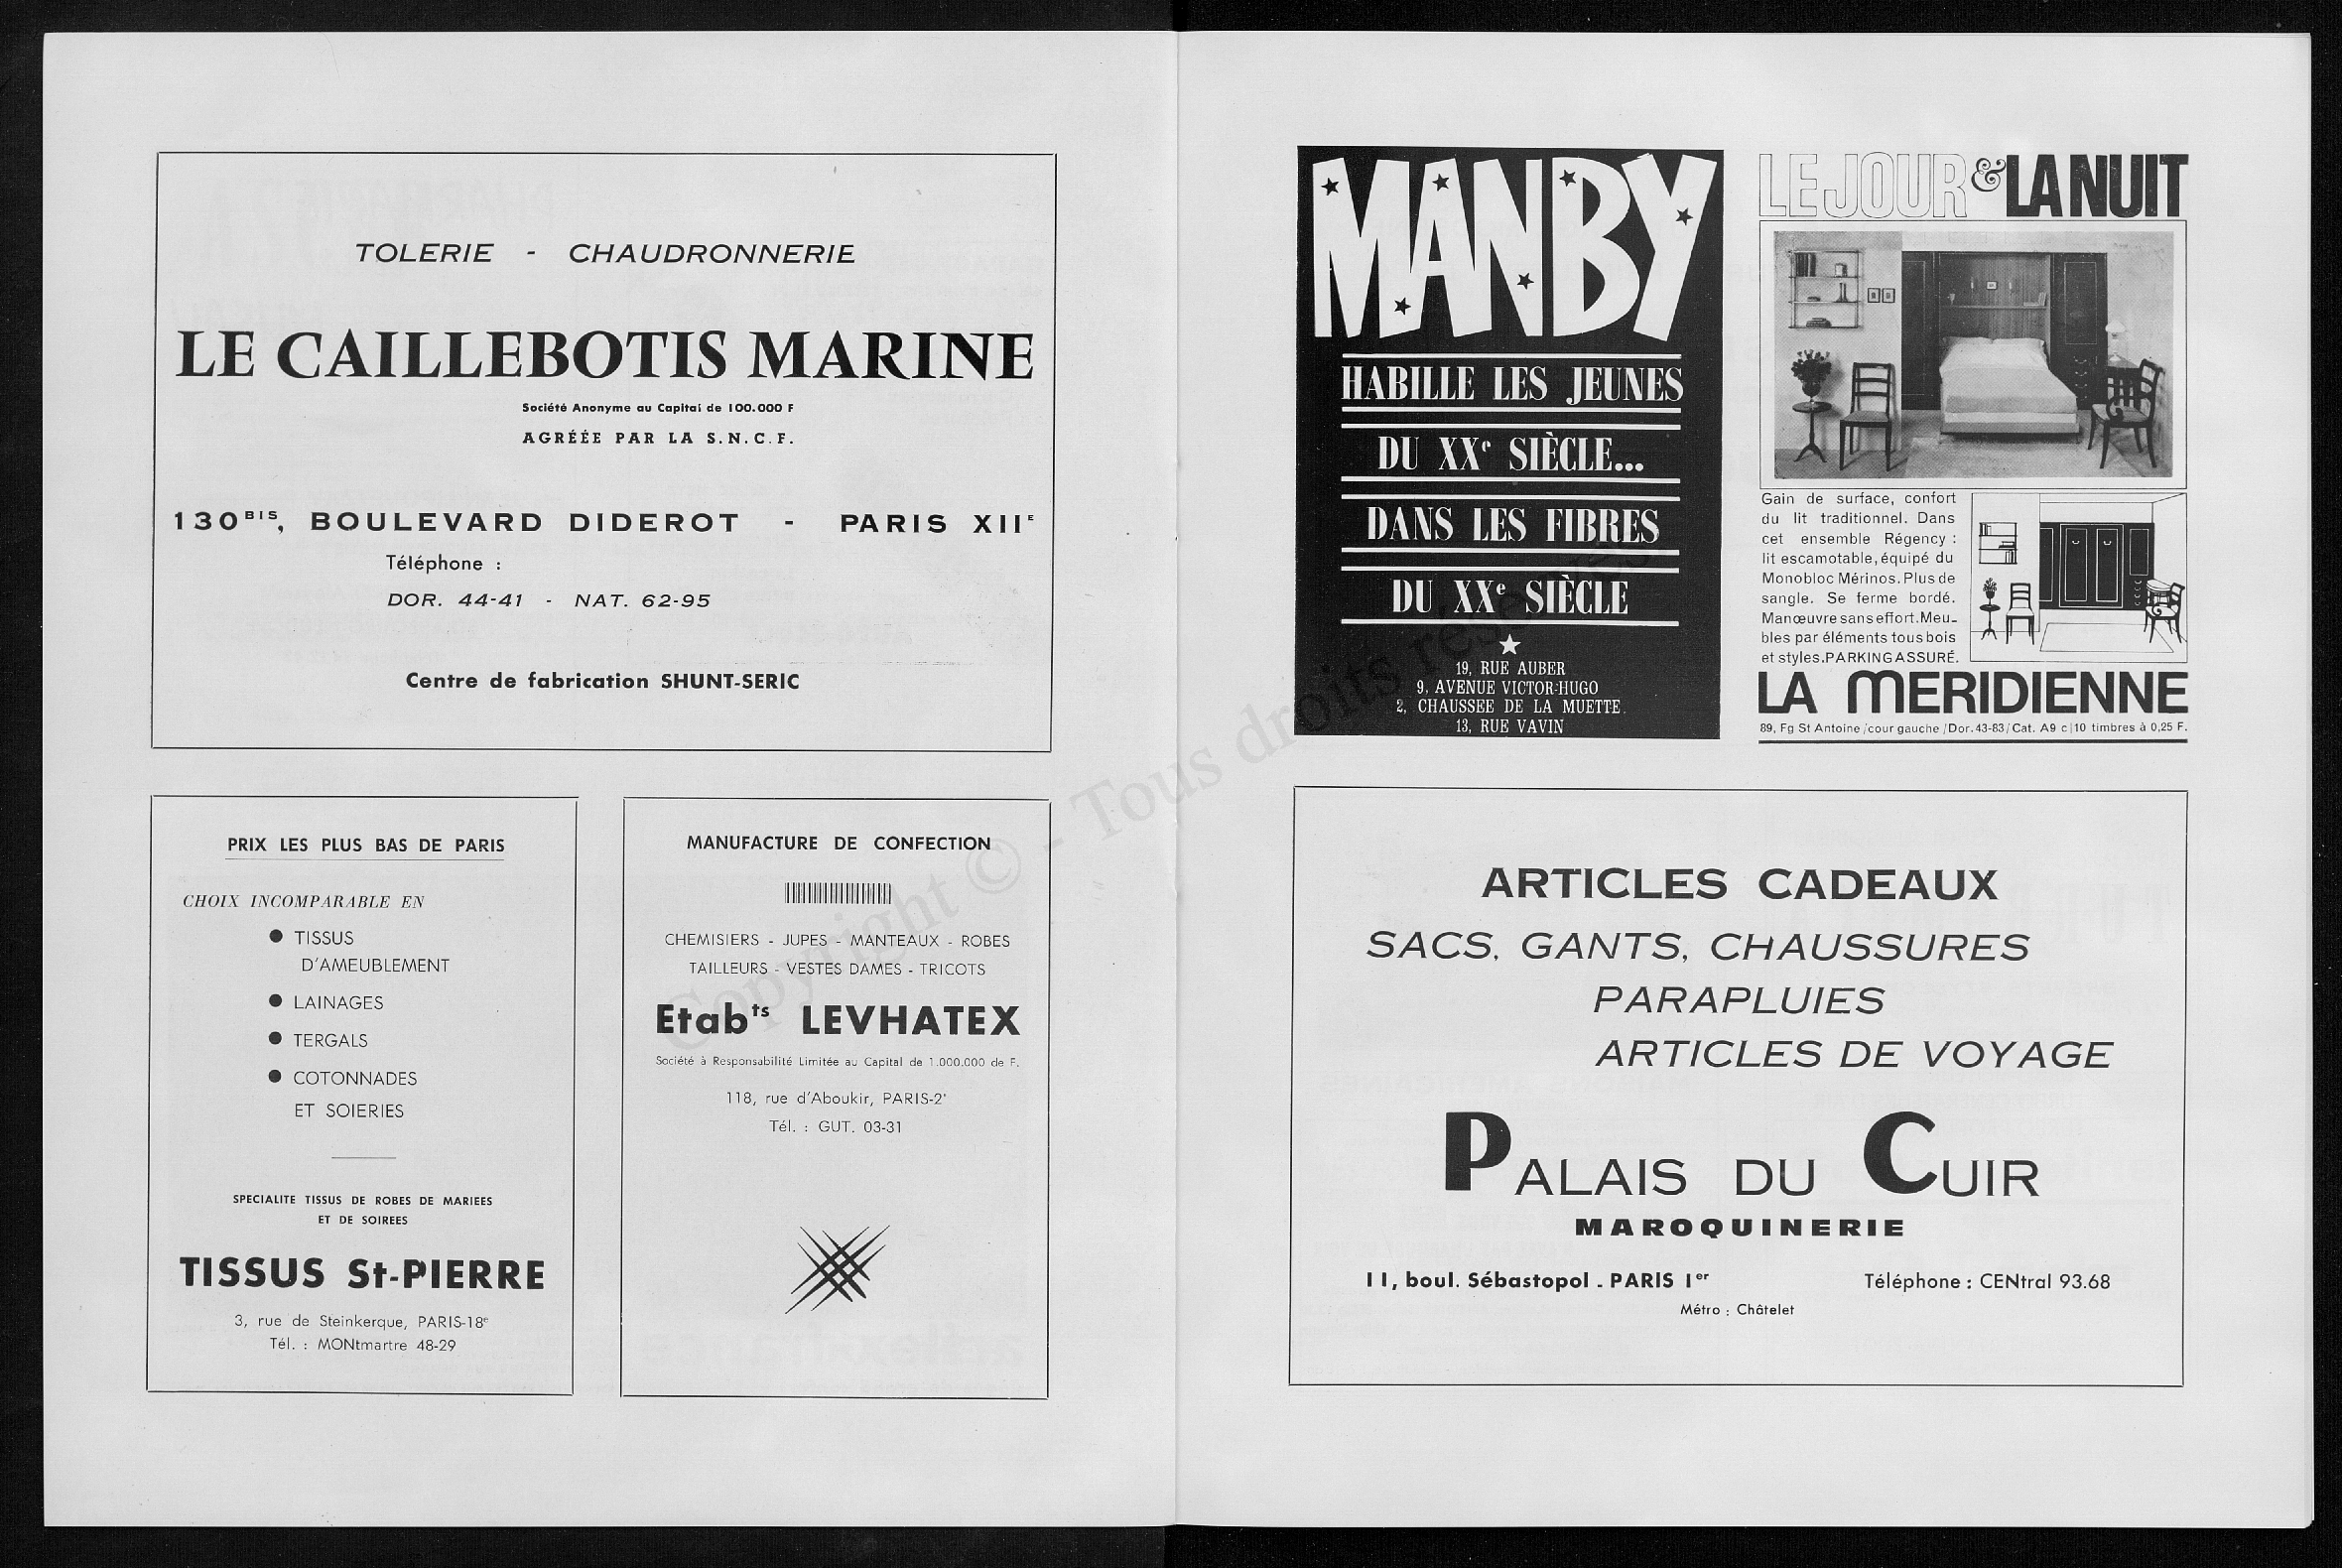 TOLERIE - CHAUDRONNERIE
LE CAILLEBOTIS MARINE
Société Anonyme au Capital de 100.000 F
AGRÉÉE PAR LA S.N.C.F.
130BIS, BOULEVARD DIDEROT - PARIS XIIE
Téléphone :
DOR. 44-41 - NAT. 62-95
Centre de fabrication SHUNT-SERIC
PRIX LES PLUS BAS DE PARIS
CHOIX INCOMPARABLE EN
● TISSUS
D'AMEUBLEMENT
● LAINAGES
● TERGALS
● COTONNADES
ET SOIERIES
SPECIALITE TISSUS DE ROBES DE MARIEES
ET DE SOIREES
TISSUS St-PIERRE
3, rue de Steinkerque, PARIS-18e
Tél. : MONtmartre 48-29
MANUFACTURE DE CONFECTION
CHEMISIERS - JUPES - MANTEAUX - ROBES
TAILLEURS - VESTES DAMES - TRICOTS
Etabts LEVHATEX
Société à Responsabilité Limitée au Capital de 1.000.000 de F.
118, rue d'Aboukir, PARIS-2e
Tél. : GUT. 03-31
MANBY
HABILLE LES JEUNES
DU XXe SIÈCLE...
DANS LES FIBRES
DU XXe SIÈCLE
19, RUE AUBER
9, AVENUE VICTOR-HUGO
2, CHAUSSEE DE LA MUETTE
13, RUE VAVIN
LE JOUR & LA NUIT
Gain de surface, confort
du lit traditionnel. Dans
cet ensemble Régency :
lit escamotable, équipé du
Monobloc Mérinos. Plus de
sangle. Se ferme bordé.
Manœuvre sans effort. Meu-
bles par éléments tous bois
et styles. PARKING ASSURÉ.
LA MERIDIENNE
89, Fg St Antoine / cour gauche / Dor. 43-83 / Cat. A9 c | 10 timbres à 0,25 F.
ARTICLES CADEAUX
SACS, GANTS, CHAUSSURES
PARAPLUIES
ARTICLES DE VOYAGE
PALAIS DU CUIR
MAROQUINERIE
11, boul. Sébastopol - PARIS 1er Téléphone : CENtral 93.68
Métro : Châtelet
Copyright © - Tous droits réservés